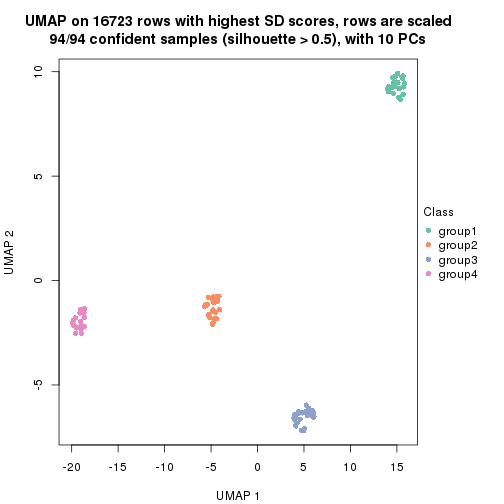 UMAP on 16723 rows with highest SD scores, rows are scaled
94/94 confident samples (silhouette > 0.5), with 10 PCs
10
5
0
-5
UMAP 2
-20
-15
-10
-5
0
5
10
15
UMAP 1
Class
group1
group2
group3
group4